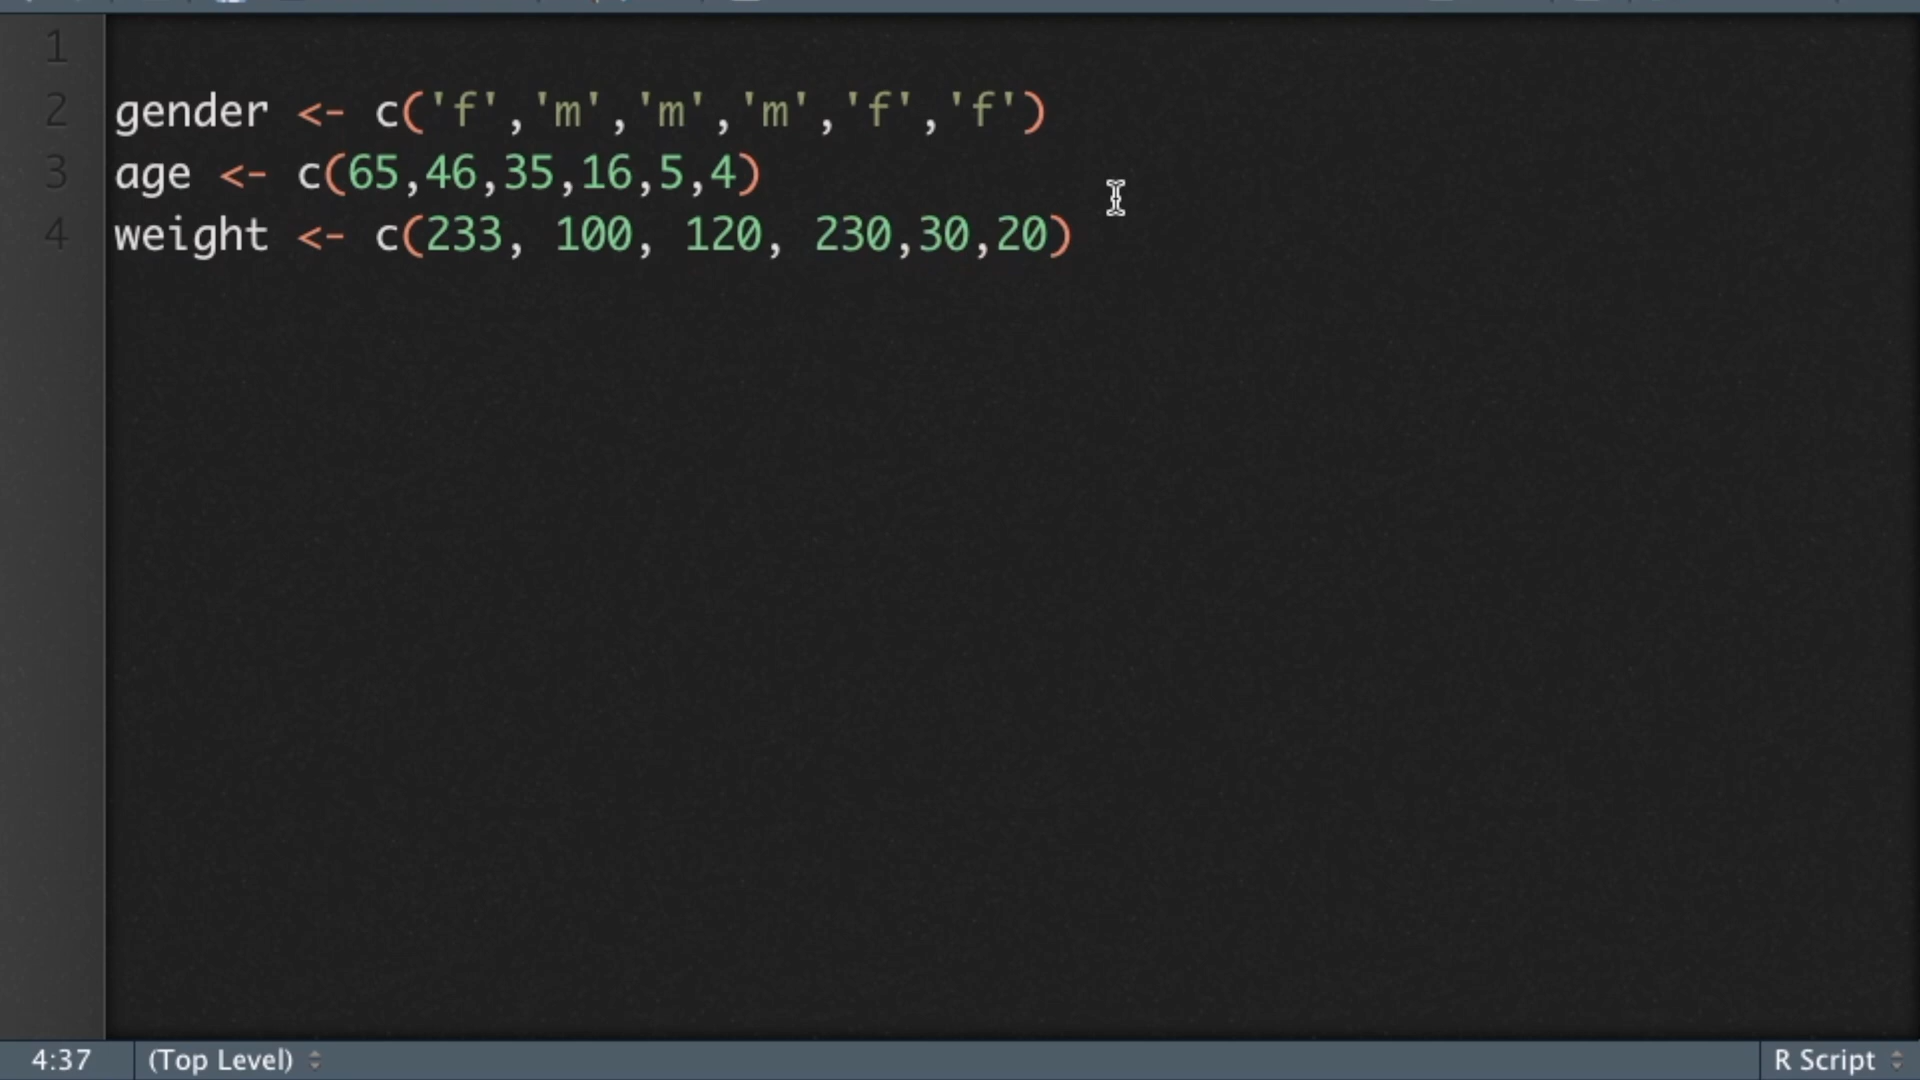 1
2 gender <- c('f','m','m','m','f','f')
3 age <- c(65,46,35,16,5,4)
4 weight <- c(233, 100, 120, 230,30,20)
4:37 (Top Level) R Script